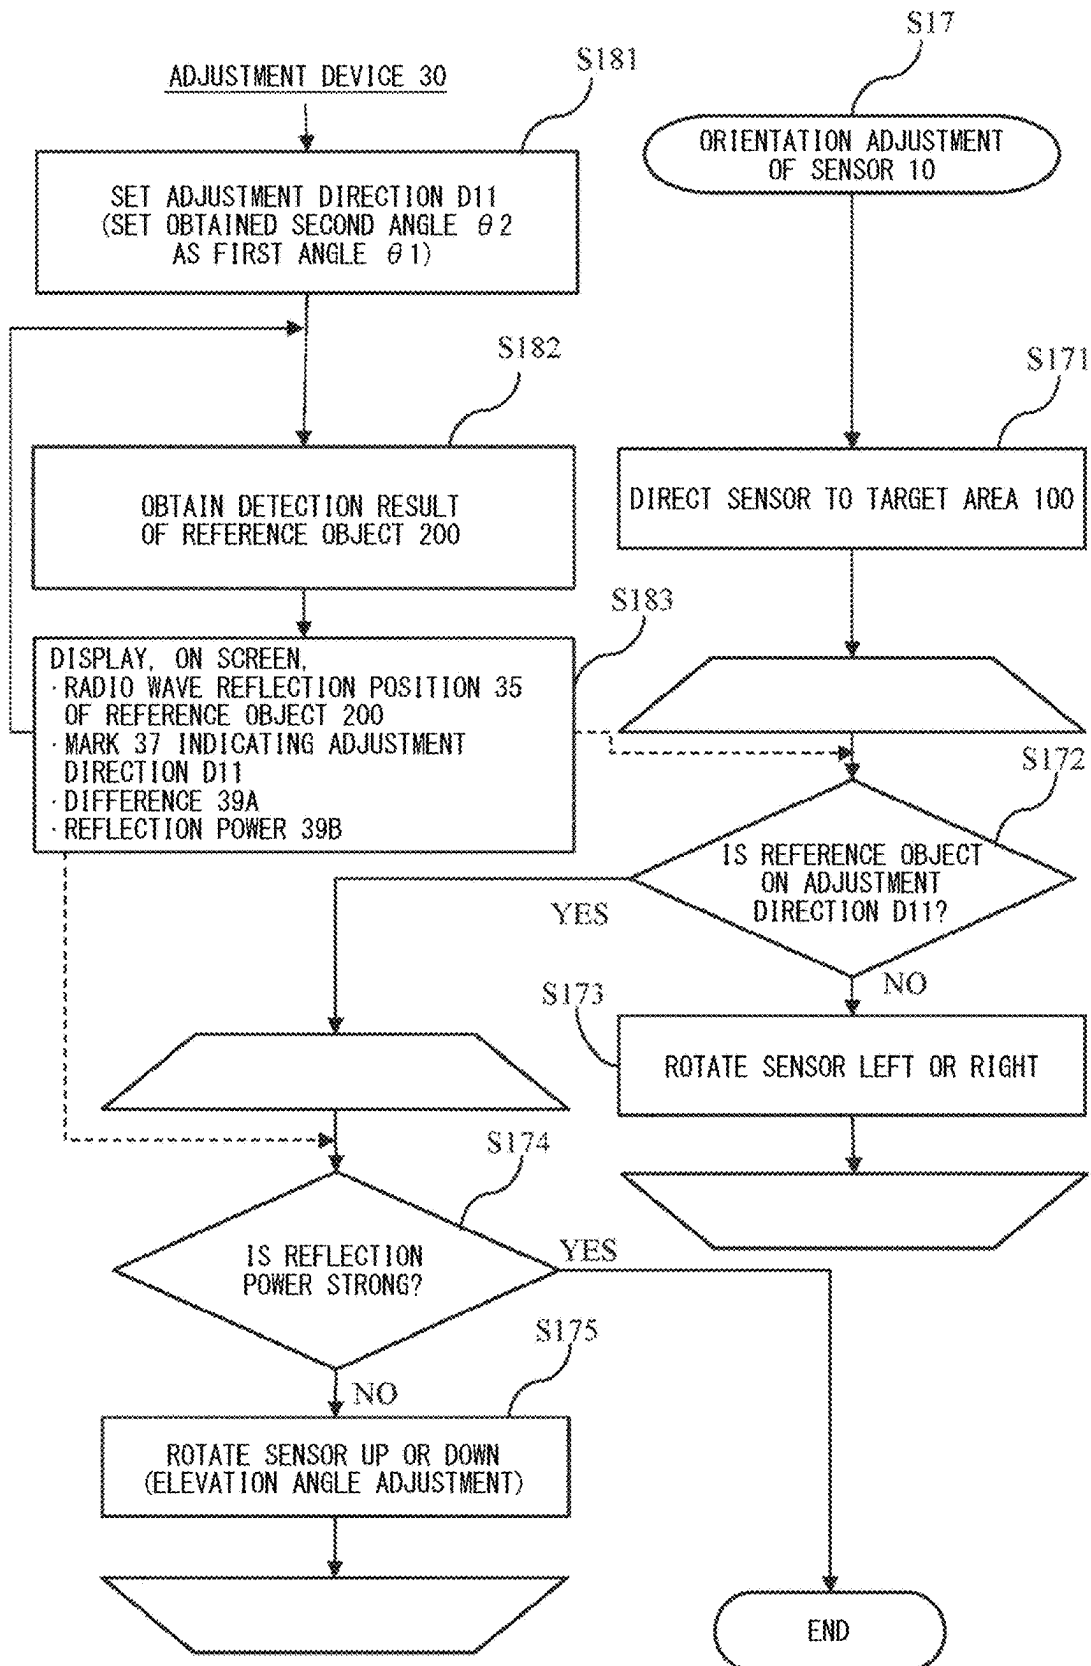 S17
ADJUSTMENT DEVICE 30
S181
ORIENTATION ADJUSTMENT
OF SENSOR 10
SET ADJUSTMENT DIRECTION D11
(SET OBTAINED SECOND ANGLE θ2
AS FIRST ANGLE θ1)
S182
S171
OBTAIN DETECTION RESULT
OF REFERENCE OBJECT 200
DIRECT SENSOR TO TARGET AREA 100
S183
DISPLAY, ON SCREEN,
·RADIO WAVE REFLECTION POSITION 35
OF REFERENCE OBJECT 200
·MARK 37 INDICATING ADJUSTMENT
DIRECTION D11
·DIFFERENCE 39A
·REFLECTION POWER 39B
S172
IS REFERENCE OBJECT
ON ADJUSTMENT
DIRECTION D11?
YES
NO
S173
ROTATE SENSOR LEFT OR RIGHT
S174
IS REFLECTION
POWER STRONG?
YES
NO
S175
ROTATE SENSOR UP OR DOWN
(ELEVATION ANGLE ADJUSTMENT)
END